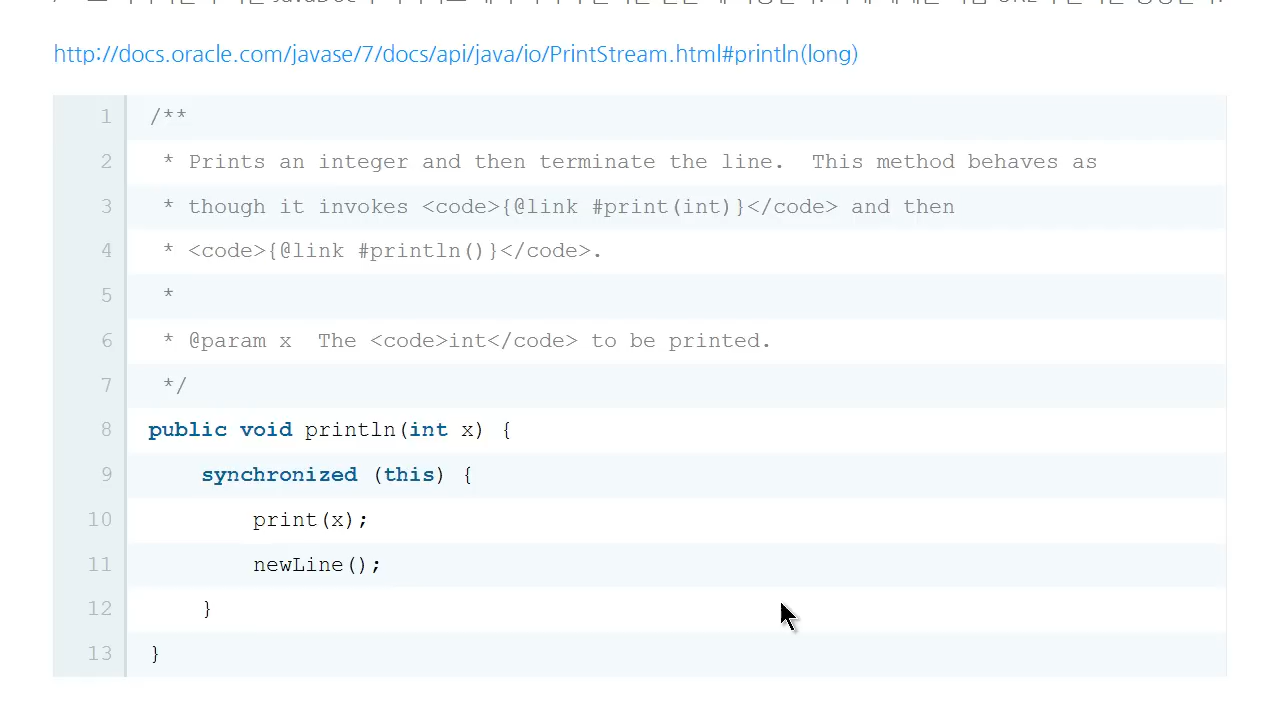 JavaDoc
http://docs.oracle.com/javase/7/docs/api/java/io/PrintStream.html#println(long)
1 /**
2 * Prints an integer and then terminate the line.  This method behaves as
3 * though it invokes <code>{@link #print(int)}</code> and then
4 * <code>{@link #println()}</code>.
5 *
6 * @param x  The <code>int</code> to be printed.
7 */
8 public void println(int x) {
9 synchronized (this) {
10 print(x);
11 newLine();
12 }
13 }